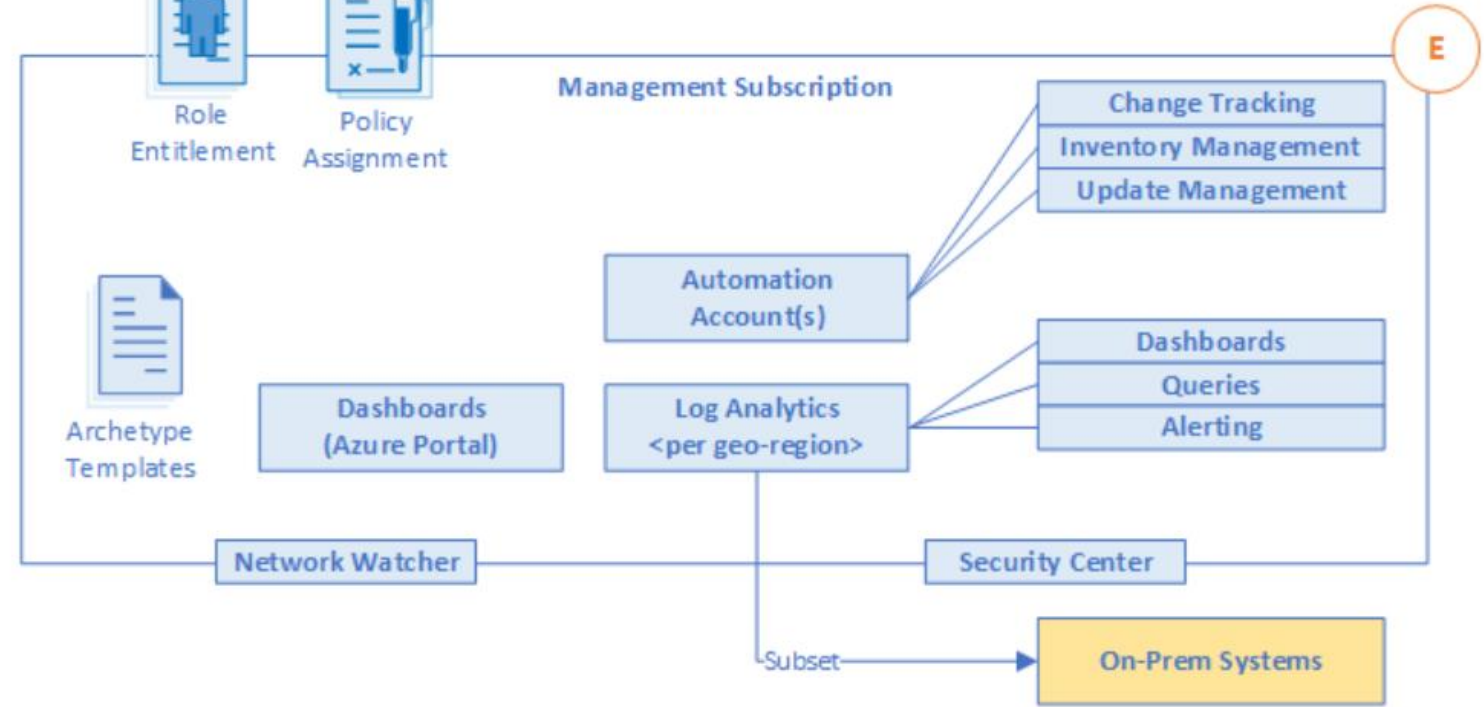 E
Management Subscription
Role
Entitlement
Policy
Assignment
Change Tracking
Inventory Management
Update Management
Automation
Account(s)
Archetype
Templates
Dashboards
(Azure Portal)
Log Analytics
<per geo-region>
Dashboards
Queries
Alerting
Network Watcher
Security Center
Subset
On-Prem Systems